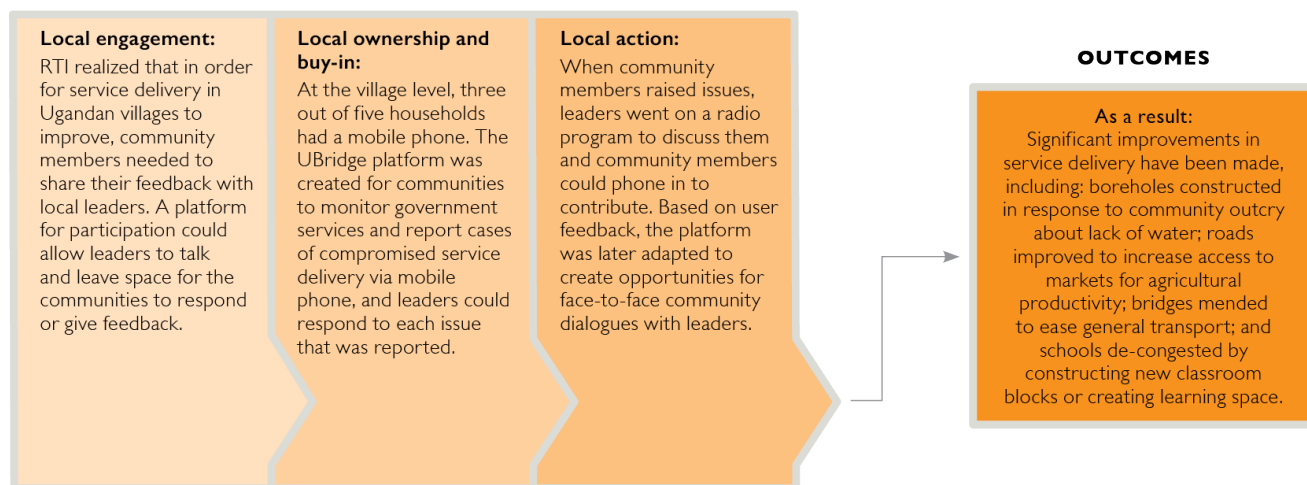 Local engagement:
RTI realized that in order
for service delivery in
Ugandan villages to
improve, community
members needed to
share their feedback with
local leaders. A platform
for participation could
allow leaders to talk
and leave space for the
communities to respond
or give feedback.
Local ownership and
buy-in:
At the village level, three
out of five households
had a mobile phone. The
UBridge platform was
created for communities
to monitor government
services and report cases
of compromised service
delivery via mobile
phone, and leaders could
respond to each issue
that was reported.
Local action:
When community
members raised issues,
leaders went on a radio
program to discuss them
and community members
could phone in to
contribute. Based on user
feedback, the platform
was later adapted to
create opportunities for
face-to-face community
dialogues with leaders.
OUTCOMES
As a result:
Significant improvements in
service delivery have been made,
including: boreholes constructed
in response to community outcry
about lack of water; roads
improved to increase access to
markets for agricultural
productivity; bridges mended
to ease general transport; and
schools de-congested by
constructing new classroom
blocks or creating learning space.